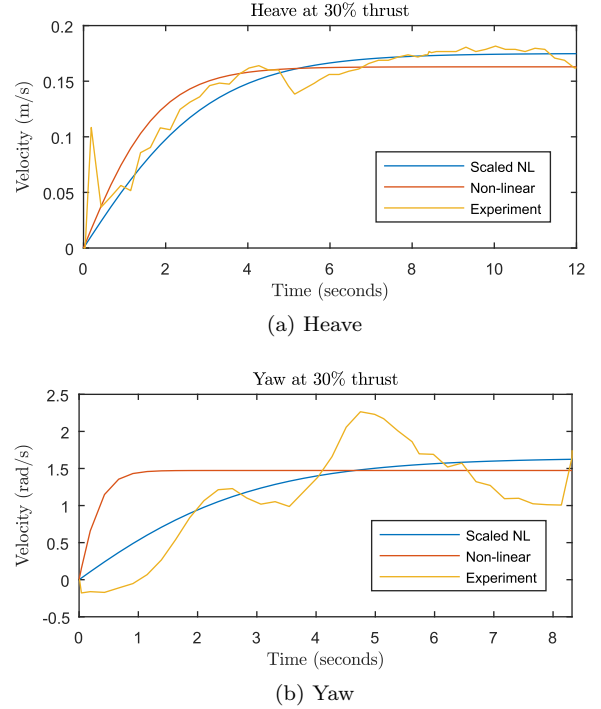 Heave at 30% thrust
0.2
0.15
0.1
0.05
0
Velocity (m/s)
Scaled NL
Non-linear
Experiment
0 2 4 6 8 10 12
Time (seconds)
(a) Heave
Yaw at 30% thrust
2.5
2
1.5
1
0.5
0
-0.5
Velocity (rad/s)
Scaled NL
Non-linear
Experiment
0 1 2 3 4 5 6 7 8
Time (seconds)
(b) Yaw